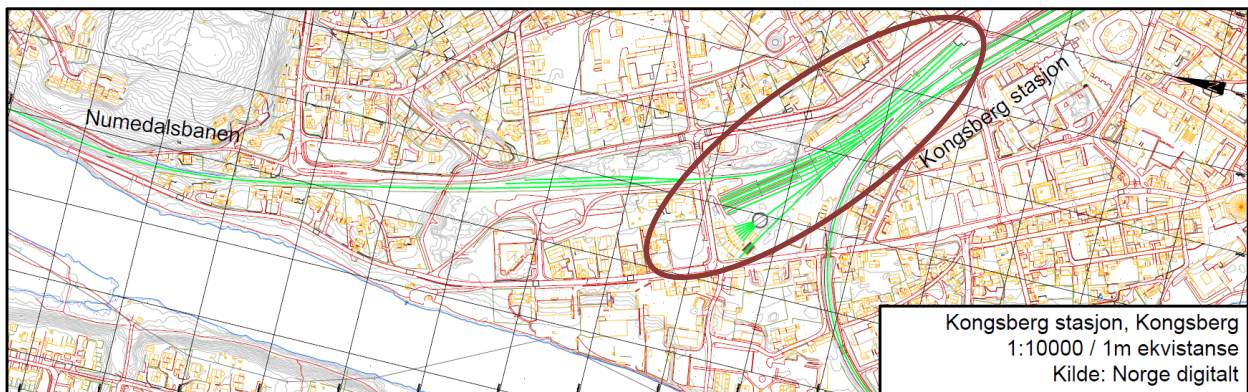 Numedalsbanen
Kongsberg stasjon
Kongsberg stasjon, Kongsberg
1:10000 / 1m ekvistanse
Kilde: Norge digitalt